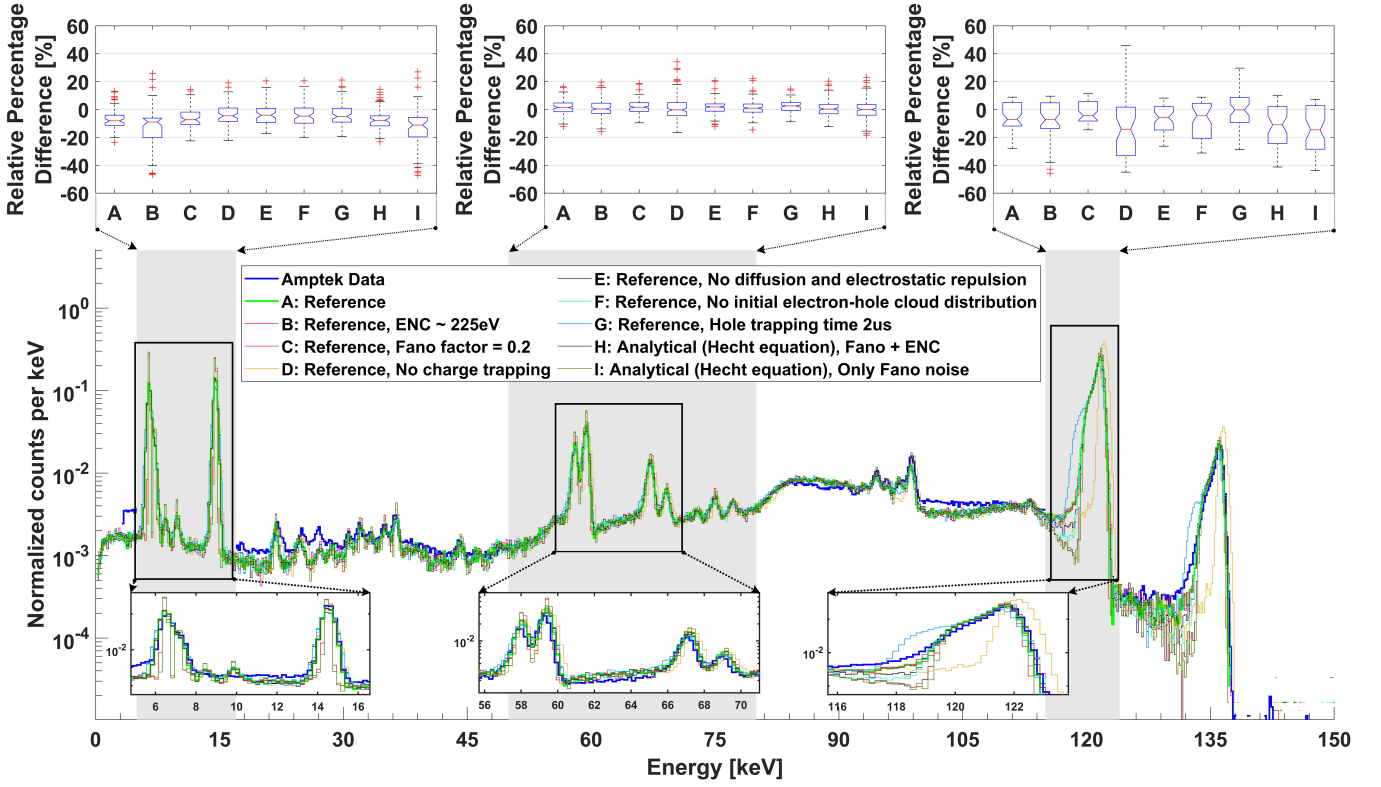 Relative Percentage
Difference [%]
60
40
20
0
-20
-40
-60
A B C D E F G H I
Relative Percentage
Difference [%]
60
40
20
0
-20
-40
-60
A B C D E F G H I
Relative Percentage
Difference [%]
60
40
20
0
-20
-40
-60
A B C D E F G H I
Amptek Data
A: Reference
B: Reference, ENC ~ 225eV
C: Reference, Fano factor = 0.2
D: Reference, No charge trapping
E: Reference, No diffusion and electrostatic repulsion
F: Reference, No initial electron-hole cloud distribution
G: Reference, Hole trapping time 2us
H: Analytical (Hecht equation), Fano + ENC
I: Analytical (Hecht equation), Only Fano noise
Normalized counts per keV
10^0
10^-1
10^-2
10^-3
10^-4
10^-2
6 8 10 12 14 16
10^-2
56 58 60 62 64 66 68 70
10^-2
116 118 120 122
0 15 30 45 60 75 90 105 120 135 150
Energy [keV]